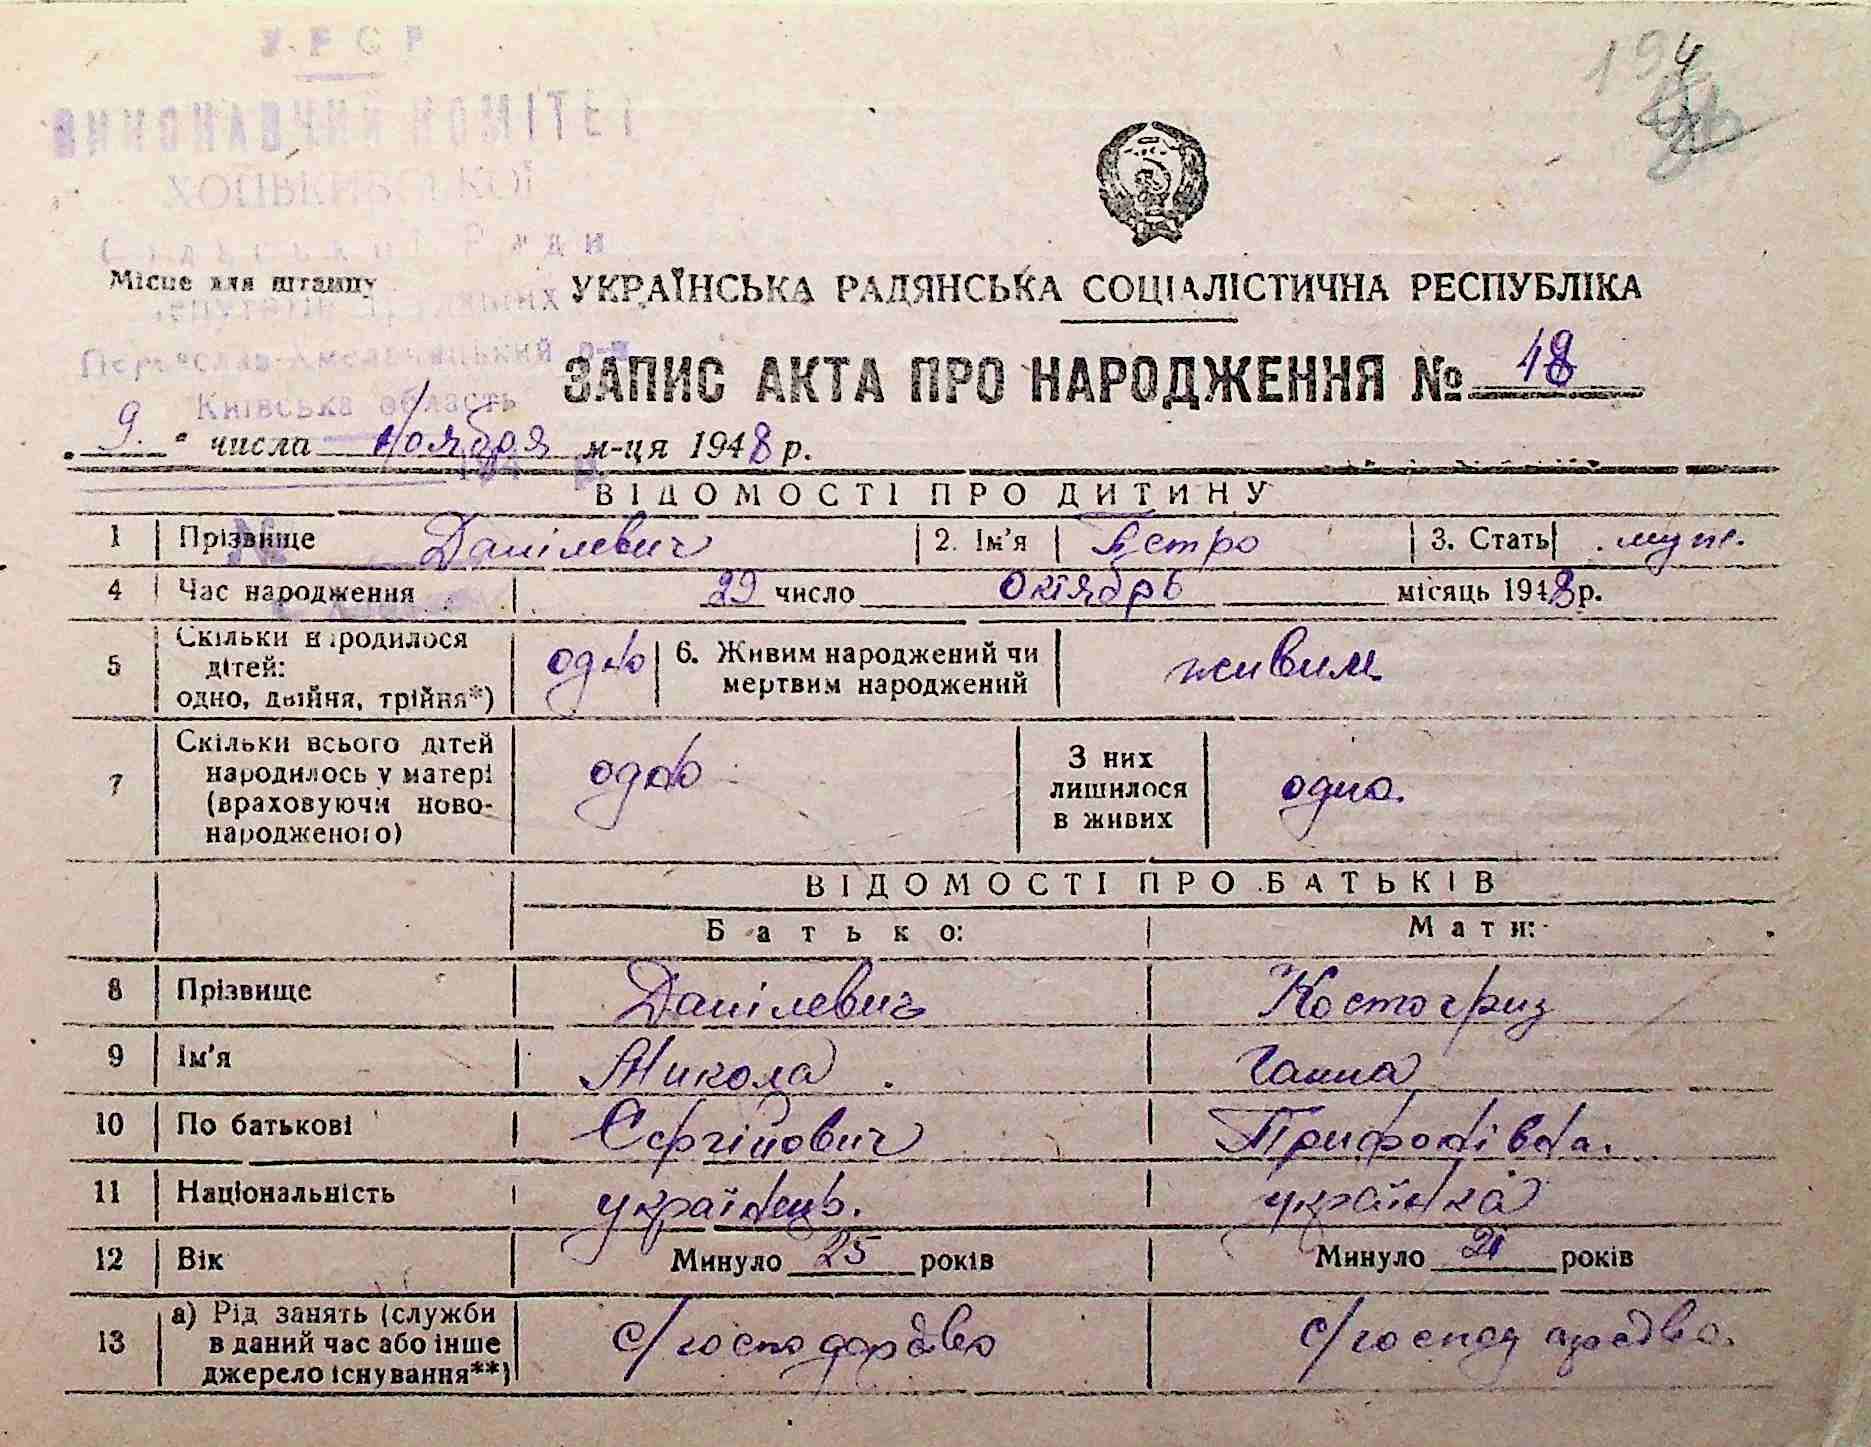 УРСР
ВИКОНАВЧИЙ КОМІТЕТ
ХОЦЬКИВСЬКОЇ
Сільської Ради
Місце для штампу
Переяслав-Хмельницький р-н
Київська область
194
УКРАЇНСЬКА РАДЯНСЬКА СОЦІАЛІСТИЧНА РЕСПУБЛІКА
ЗАПИС АКТА ПРО НАРОДЖЕННЯ № 18
9. числа Ноября м-ця 1948 р.
ВІДОМОСТІ ПРО ДИТИНУ
1 Прізвище Данілевич 2. Ім'я Петро 3. Стать муж.
4 Час народження 29 число Октябрь місяць 1948 р.
5 Скільки народилося дітей: одно, двійня, трійня*) одно 6. Живим народжений чи мертвим народжений живим
7 Скільки всього дітей народилось у матері (враховуючи новонародженого) одно З них лишилося в живих одно.
ВІДОМОСТІ ПРО БАТЬКІВ
Батько: Мати:
8 Прізвище Данілевич Костогриз
9 Ім'я Микола Ганна
10 По батькові Сергійович Трифонівна.
11 Національність українець. українка
12 Вік Минуло 25 років Минуло 21 років
13 а) Рід занять (служби в даний час або інше джерело існування**) с/господарство с/господарство.